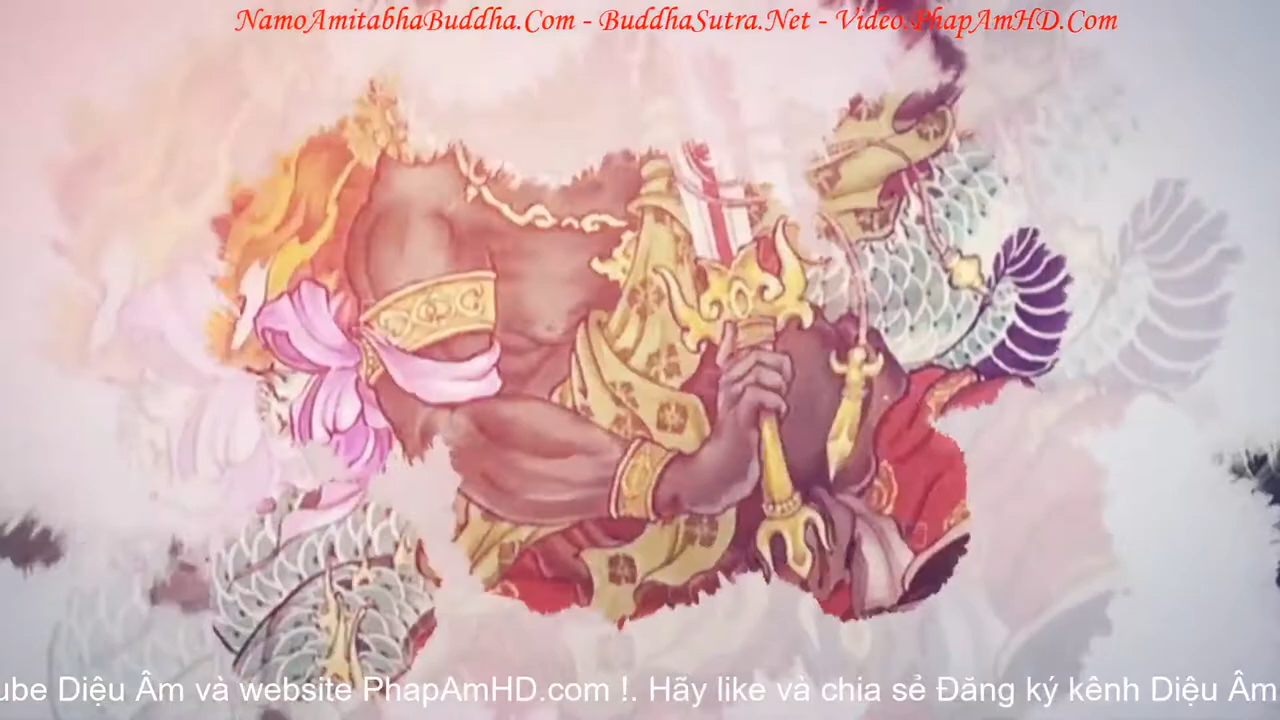 NamoAmitabhaBuddha.Com - BuddhaSutra.Net - Video.PhapAmHD.Com
ube Diệu Âm và website PhapAmHD.com !. Hãy like và chia sẻ Đăng ký kênh Diệu Âm